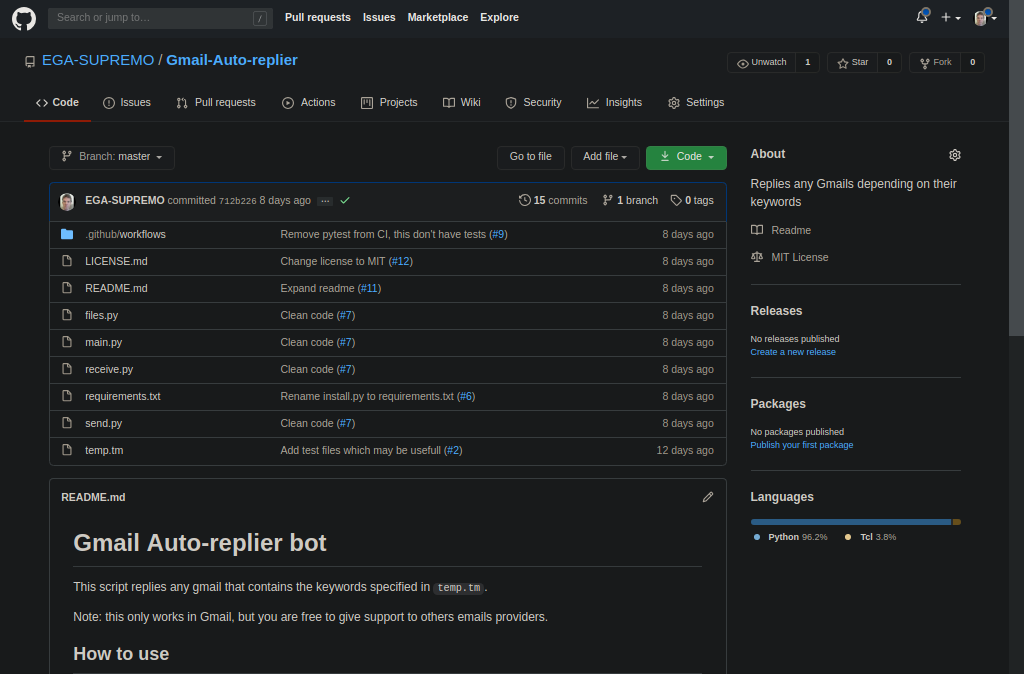 Search or jump to… / Pull requests Issues Marketplace Explore
EGA-SUPREMO / Gmail-Auto-replier Unwatch 1 Star 0 Fork 0
Code Issues Pull requests Actions Projects Wiki Security Insights Settings
Branch: master Go to file Add file Code
EGA-SUPREMO committed 712b226 8 days ago ... 15 commits 1 branch 0 tags
.github/workflows Remove pytest from CI, this don't have tests (#9) 8 days ago
LICENSE.md Change license to MIT (#12) 8 days ago
README.md Expand readme (#11) 8 days ago
files.py Clean code (#7) 8 days ago
main.py Clean code (#7) 8 days ago
receive.py Clean code (#7) 8 days ago
requirements.txt Rename install.py to requirements.txt (#6) 8 days ago
send.py Clean code (#7) 8 days ago
temp.tm Add test files which may be usefull (#2) 12 days ago
README.md
Gmail Auto-replier bot
This script replies any gmail that contains the keywords specified in temp.tm .
Note: this only works in Gmail, but you are free to give support to others emails providers.
How to use
About
Replies any Gmails depending on their
keywords
Readme
MIT License
Releases
No releases published
Create a new release
Packages
No packages published
Publish your first package
Languages
Python 96.2% Tcl 3.8%